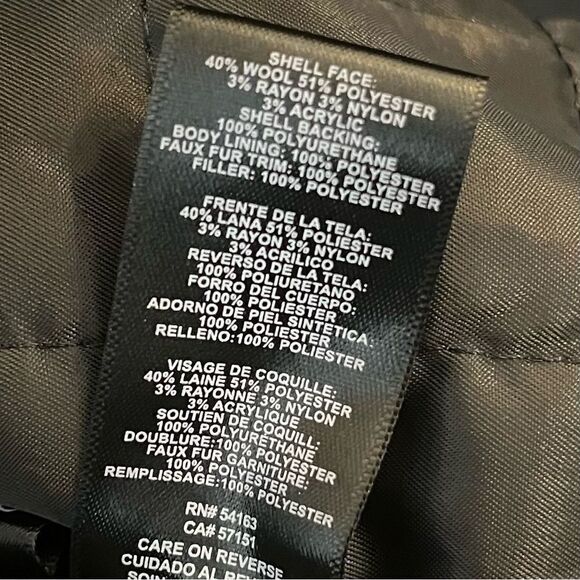 SHELL FACE:
40% WOOL 51% POLYESTER
3% RAYON 3% NYLON
3% ACRYLIC
SHELL BACKING:
100% POLYURETHANE
BODY LINING: 100% POLYESTER
FAUX FUR TRIM: 100% POLYESTER
FILLER: 100% POLYESTER
FRENTE DE LA TELA:
40% LANA 51% POLIESTER
3% RAYON 3% NYLON
3% ACRILICO
REVERSO DE LA TELA:
100% POLIURETANO
FORRO DEL CUERPO:
100% POLIESTER
ADORNO DE PIEL SINTETICA:
100% POLIESTER
RELLENO:100% POLIESTER
VISAGE DE COQUILLE:
40% LAINE 51% POLYESTER
3% RAYONNE 3% NYLON
3% ACRYLIQUE
SOUTIEN DE COQUILL:
100% POLYURÉTHANE
DOUBLURE:100% POLYESTER
FAUX FUR GARNITURE:
100% POLYESTER
REMPLISSAGE:100% POLYESTER
RN# 54163
CA# 57151
CARE ON REVERSE
CUIDADO AL